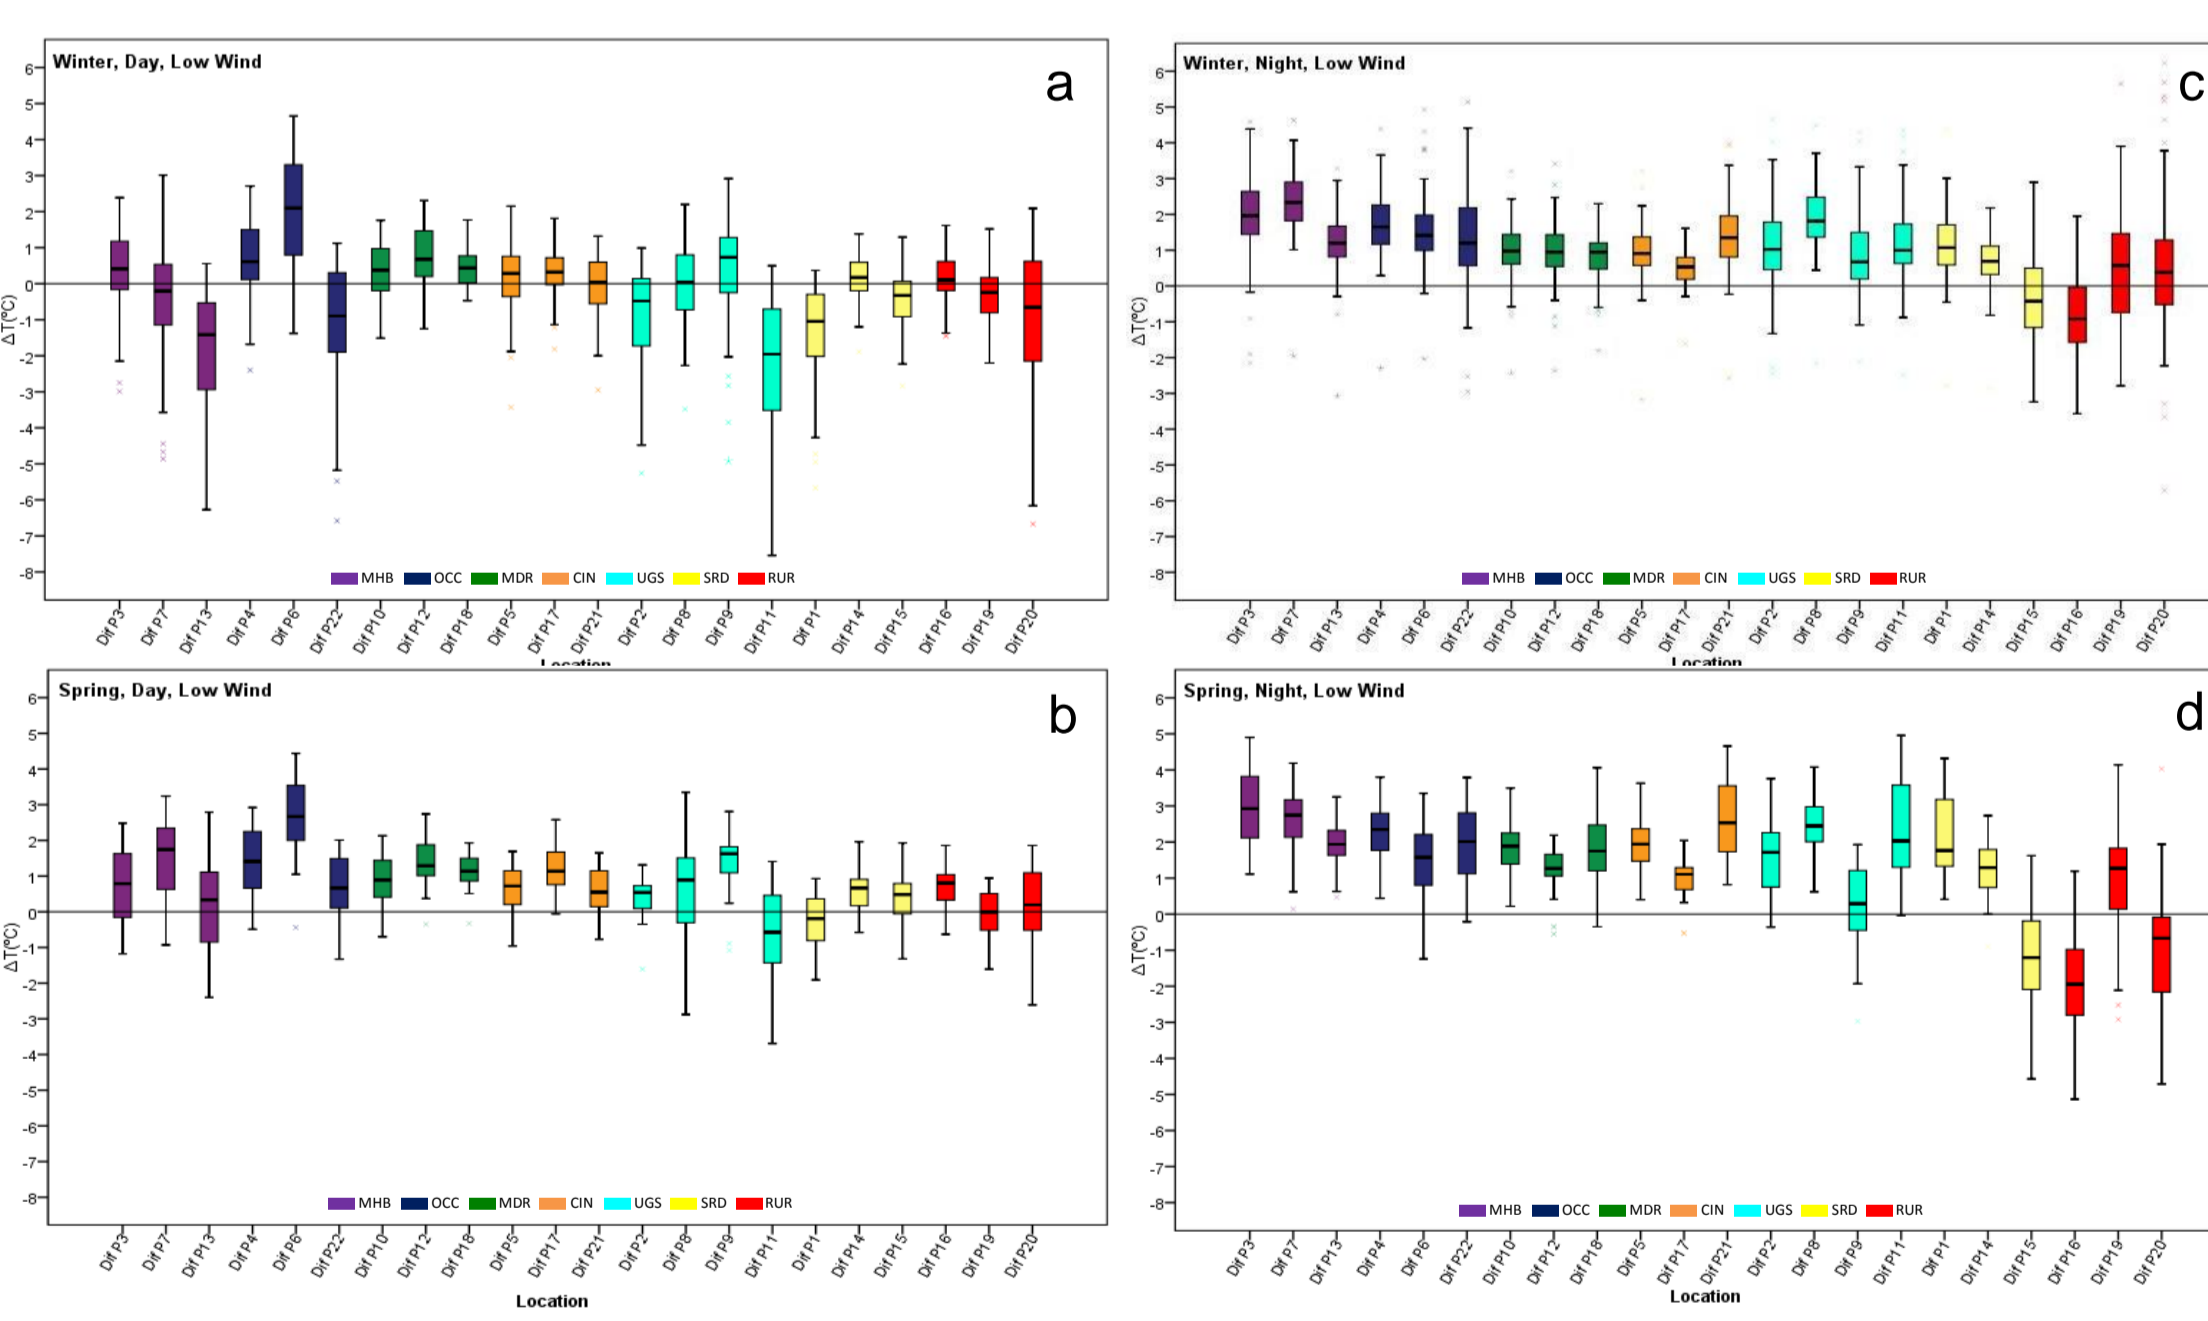 Winter, Day, Low Wind
a
6
5
4
3
2
1
0
-1
-2
-3
-4
-5
-6
-7
-8
ΔT(ºC)
MHB OCC MDR CIN UGS SRD RUR
Dif P3 Dif P7 Dif P13 Dif P4 Dif P6 Dif P22 Dif P10 Dif P12 Dif P18 Dif P5 Dif P17 Dif P21 Dif P2 Dif P8 Dif P9 Dif P11 Dif P1 Dif P14 Dif P15 Dif P16 Dif P19 Dif P20
Location
Winter, Night, Low Wind
c
6
5
4
3
2
1
0
-1
-2
-3
-4
-5
-6
-7
-8
ΔT(ºC)
MHB OCC MDR CIN UGS SRD RUR
Dif P3 Dif P7 Dif P13 Dif P4 Dif P6 Dif P22 Dif P10 Dif P12 Dif P18 Dif P5 Dif P17 Dif P21 Dif P2 Dif P8 Dif P9 Dif P11 Dif P1 Dif P14 Dif P15 Dif P16 Dif P19 Dif P20
Location
Spring, Day, Low Wind
b
6
5
4
3
2
1
0
-1
-2
-3
-4
-5
-6
-7
-8
ΔT(ºC)
MHB OCC MDR CIN UGS SRD RUR
Dif P3 Dif P7 Dif P13 Dif P4 Dif P6 Dif P22 Dif P10 Dif P12 Dif P18 Dif P5 Dif P17 Dif P21 Dif P2 Dif P8 Dif P9 Dif P11 Dif P1 Dif P14 Dif P15 Dif P16 Dif P19 Dif P20
Location
Spring, Night, Low Wind
d
6
5
4
3
2
1
0
-1
-2
-3
-4
-5
-6
-7
-8
ΔT(ºC)
MHB OCC MDR CIN UGS SRD RUR
Dif P3 Dif P7 Dif P13 Dif P4 Dif P6 Dif P22 Dif P10 Dif P12 Dif P18 Dif P5 Dif P17 Dif P21 Dif P2 Dif P8 Dif P9 Dif P11 Dif P1 Dif P14 Dif P15 Dif P16 Dif P19 Dif P20
Location